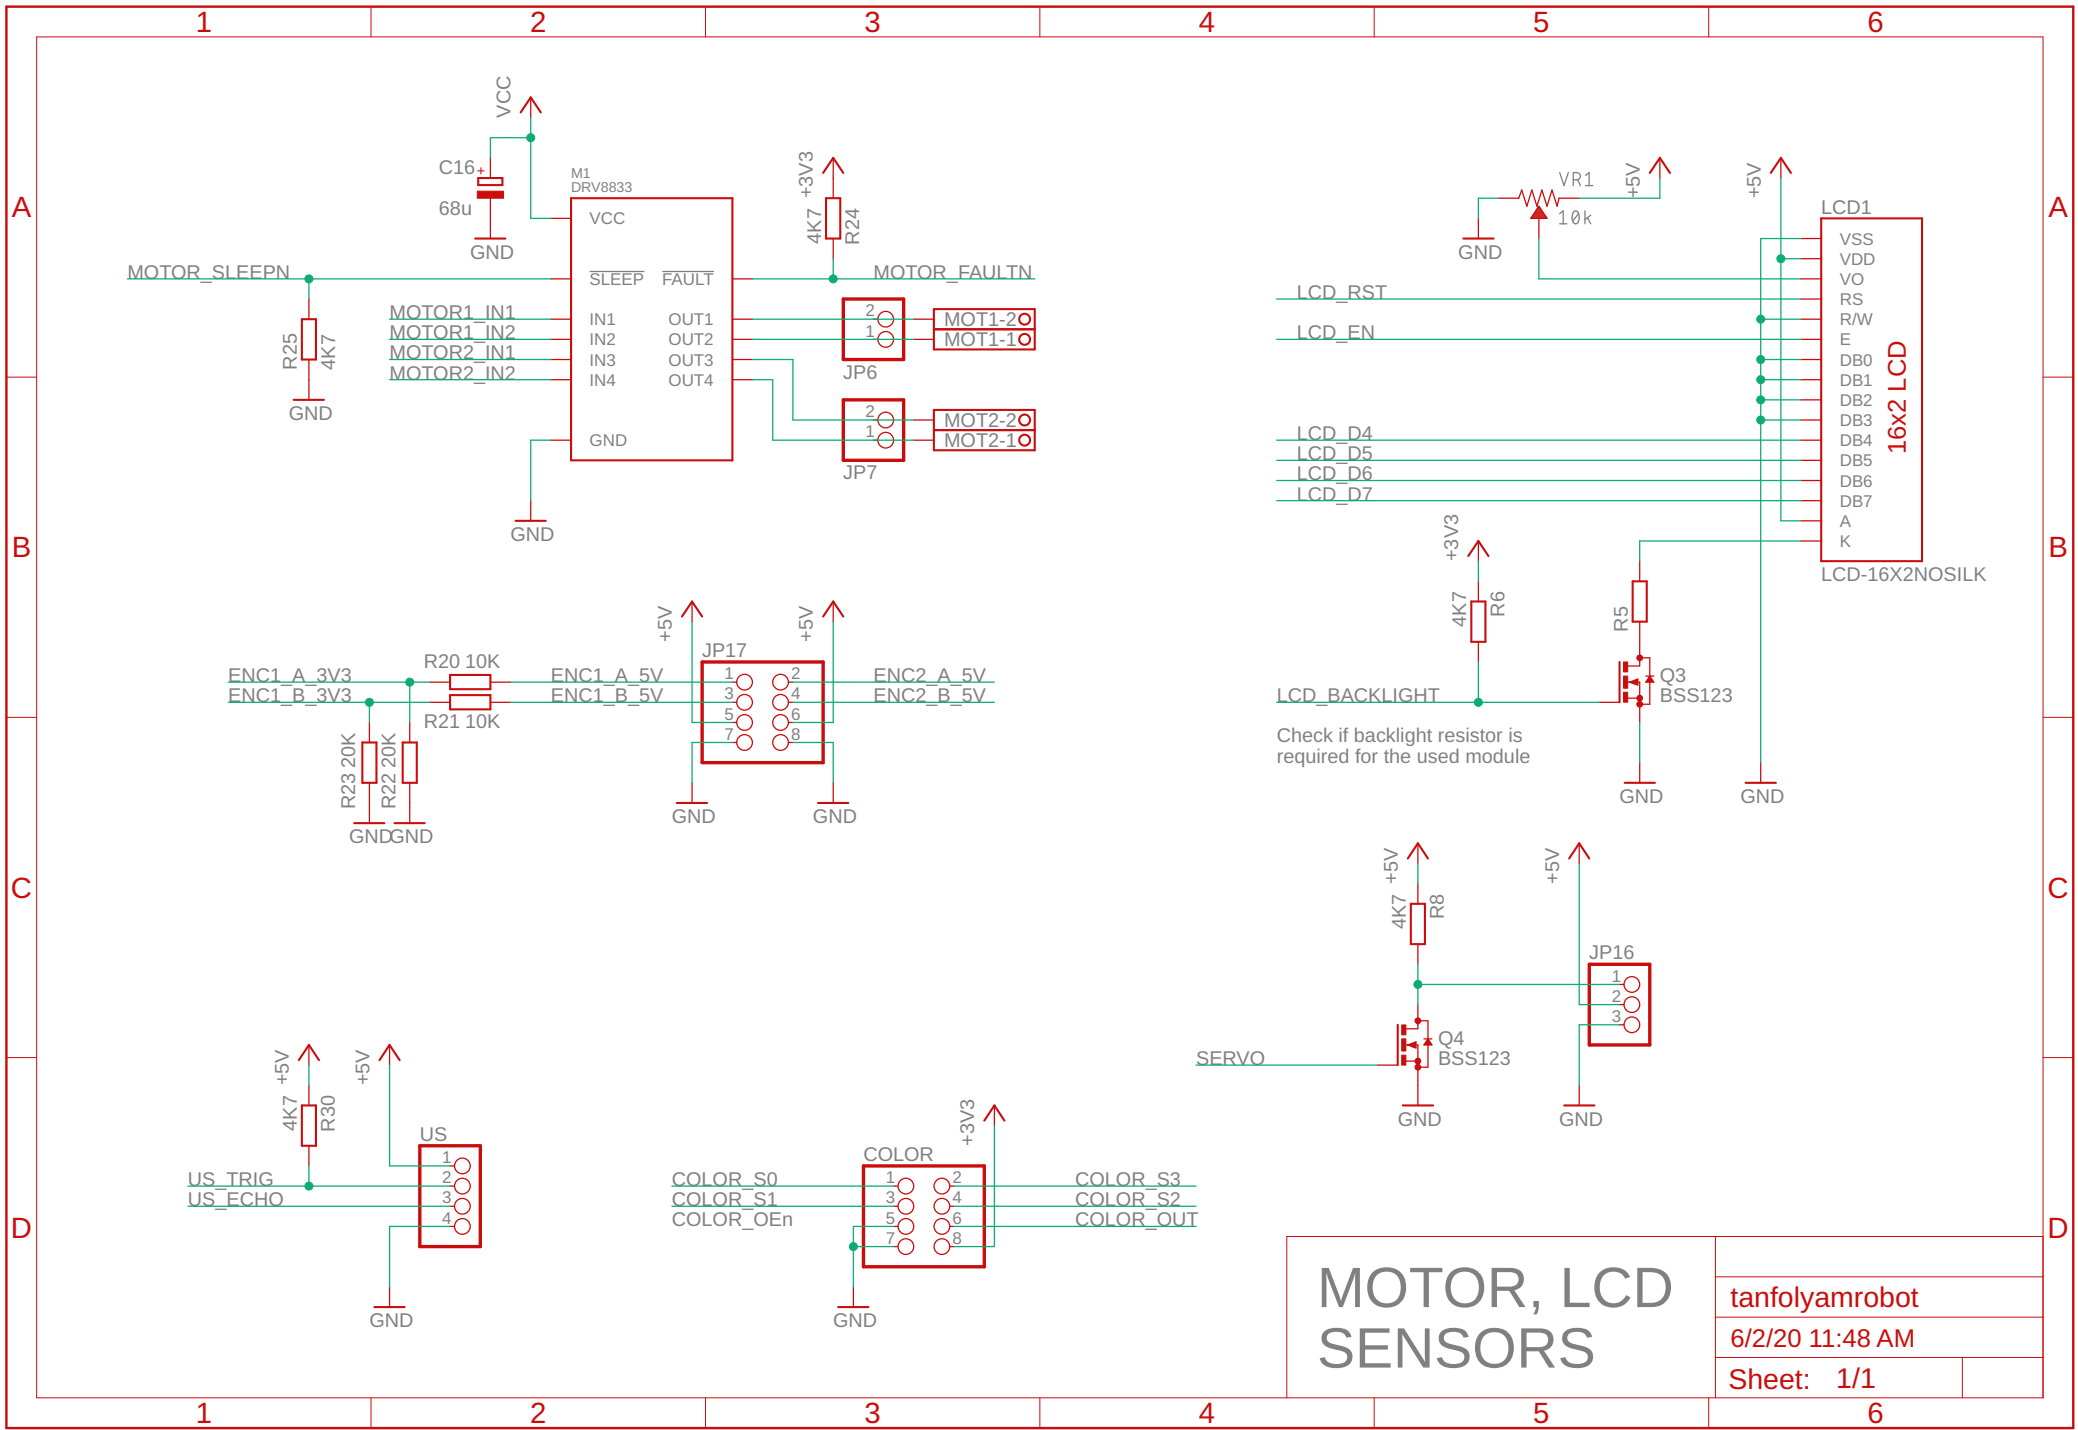 1 2 3 4 5 6
A A
B B
C C
D D
VCC
C16
+
68u
GND
M1
DRV8833
VCC
SLEEP
FAULT
IN1
IN2
IN3
IN4
OUT1
OUT2
OUT3
OUT4
GND
GND
MOTOR_SLEEPN
R25
4K7
GND
MOTOR1_IN1
MOTOR1_IN2
MOTOR2_IN1
MOTOR2_IN2
+3V3
4K7
R24
MOTOR_FAULTN
2
1
JP6
MOT1-2
MOT1-1
2
1
JP7
MOT2-2
MOT2-1
VR1
10k
+5V
GND
+5V
LCD1
VSS
VDD
VO
RS
R/W
E
DB0
DB1
DB2
DB3
DB4
DB5
DB6
DB7
A
K
16x2 LCD
LCD-16X2NOSILK
LCD_RST
LCD_EN
LCD_D4
LCD_D5
LCD_D6
LCD_D7
+3V3
4K7
R6
R5
Q3
BSS123
LCD_BACKLIGHT
Check if backlight resistor is
required for the used module
GND
GND
ENC1_A_3V3
ENC1_B_3V3
R20 10K
R21 10K
R23 20K
R22 20K
GND
GND
ENC1_A_5V
ENC1_B_5V
+5V
+5V
JP17
1 2
3 4
5 6
7 8
ENC2_A_5V
ENC2_B_5V
GND
GND
+5V
4K7
R8
+5V
JP16
1
2
3
SERVO
Q4
BSS123
GND
GND
+5V
+5V
4K7
R30
US
1
2
3
4
US_TRIG
US_ECHO
GND
+3V3
COLOR
COLOR_S0
COLOR_S1
COLOR_OEn
1 2
3 4
5 6
7 8
COLOR_S3
COLOR_S2
COLOR_OUT
GND
MOTOR, LCD
SENSORS
tanfolyamrobot
6/2/20 11:48 AM
Sheet: 1/1
1 2 3 4 5 6